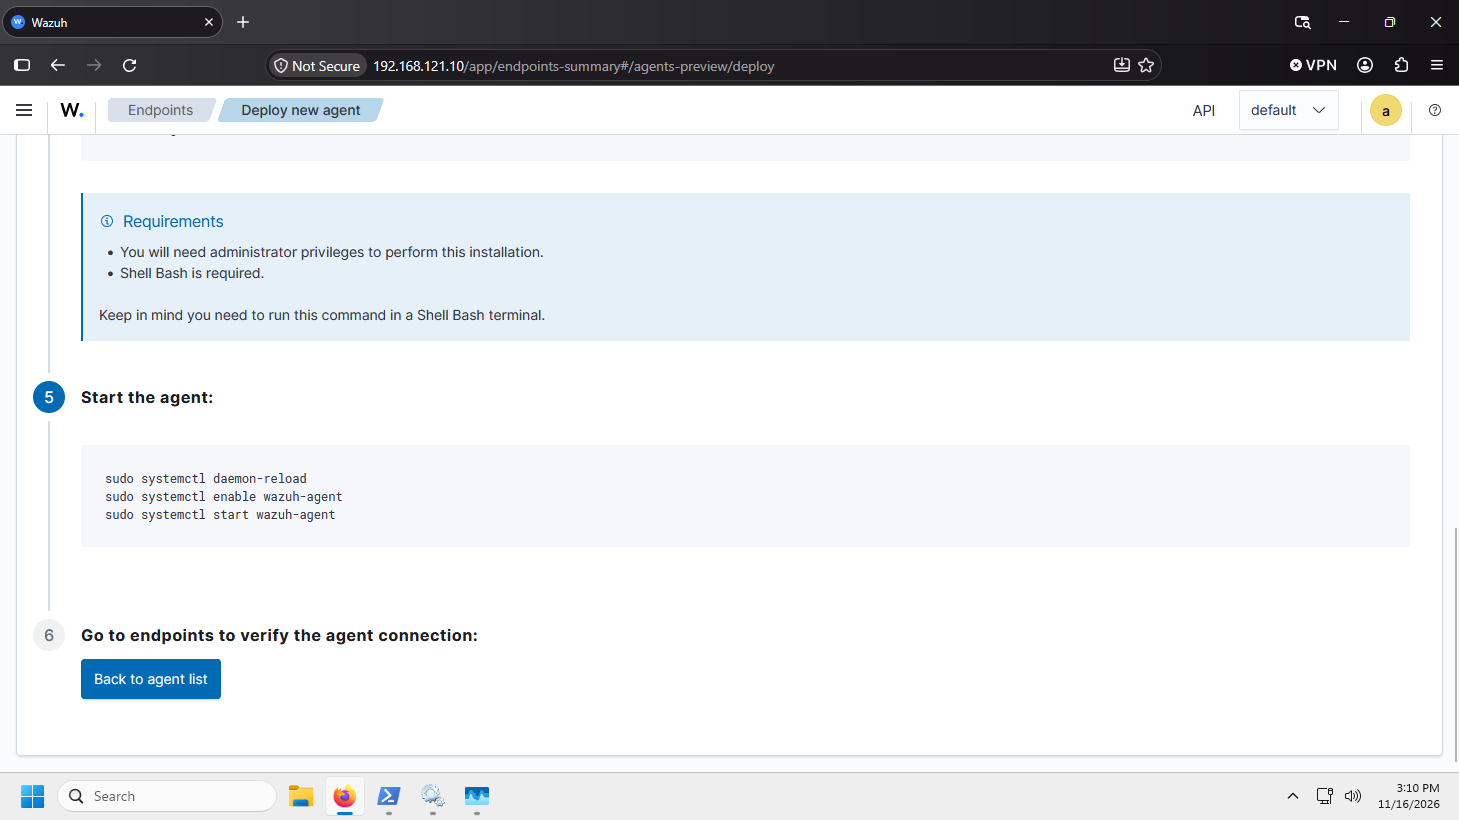 Wazuh
Not Secure 192.168.121.10/app/endpoints-summary#/agents-preview/deploy
VPN
W. Endpoints Deploy new agent API default a
Requirements
• You will need administrator privileges to perform this installation.
• Shell Bash is required.
Keep in mind you need to run this command in a Shell Bash terminal.
5 Start the agent:
sudo systemctl daemon-reload
sudo systemctl enable wazuh-agent
sudo systemctl start wazuh-agent
6 Go to endpoints to verify the agent connection:
Back to agent list
Search
3:10 PM
11/16/2026